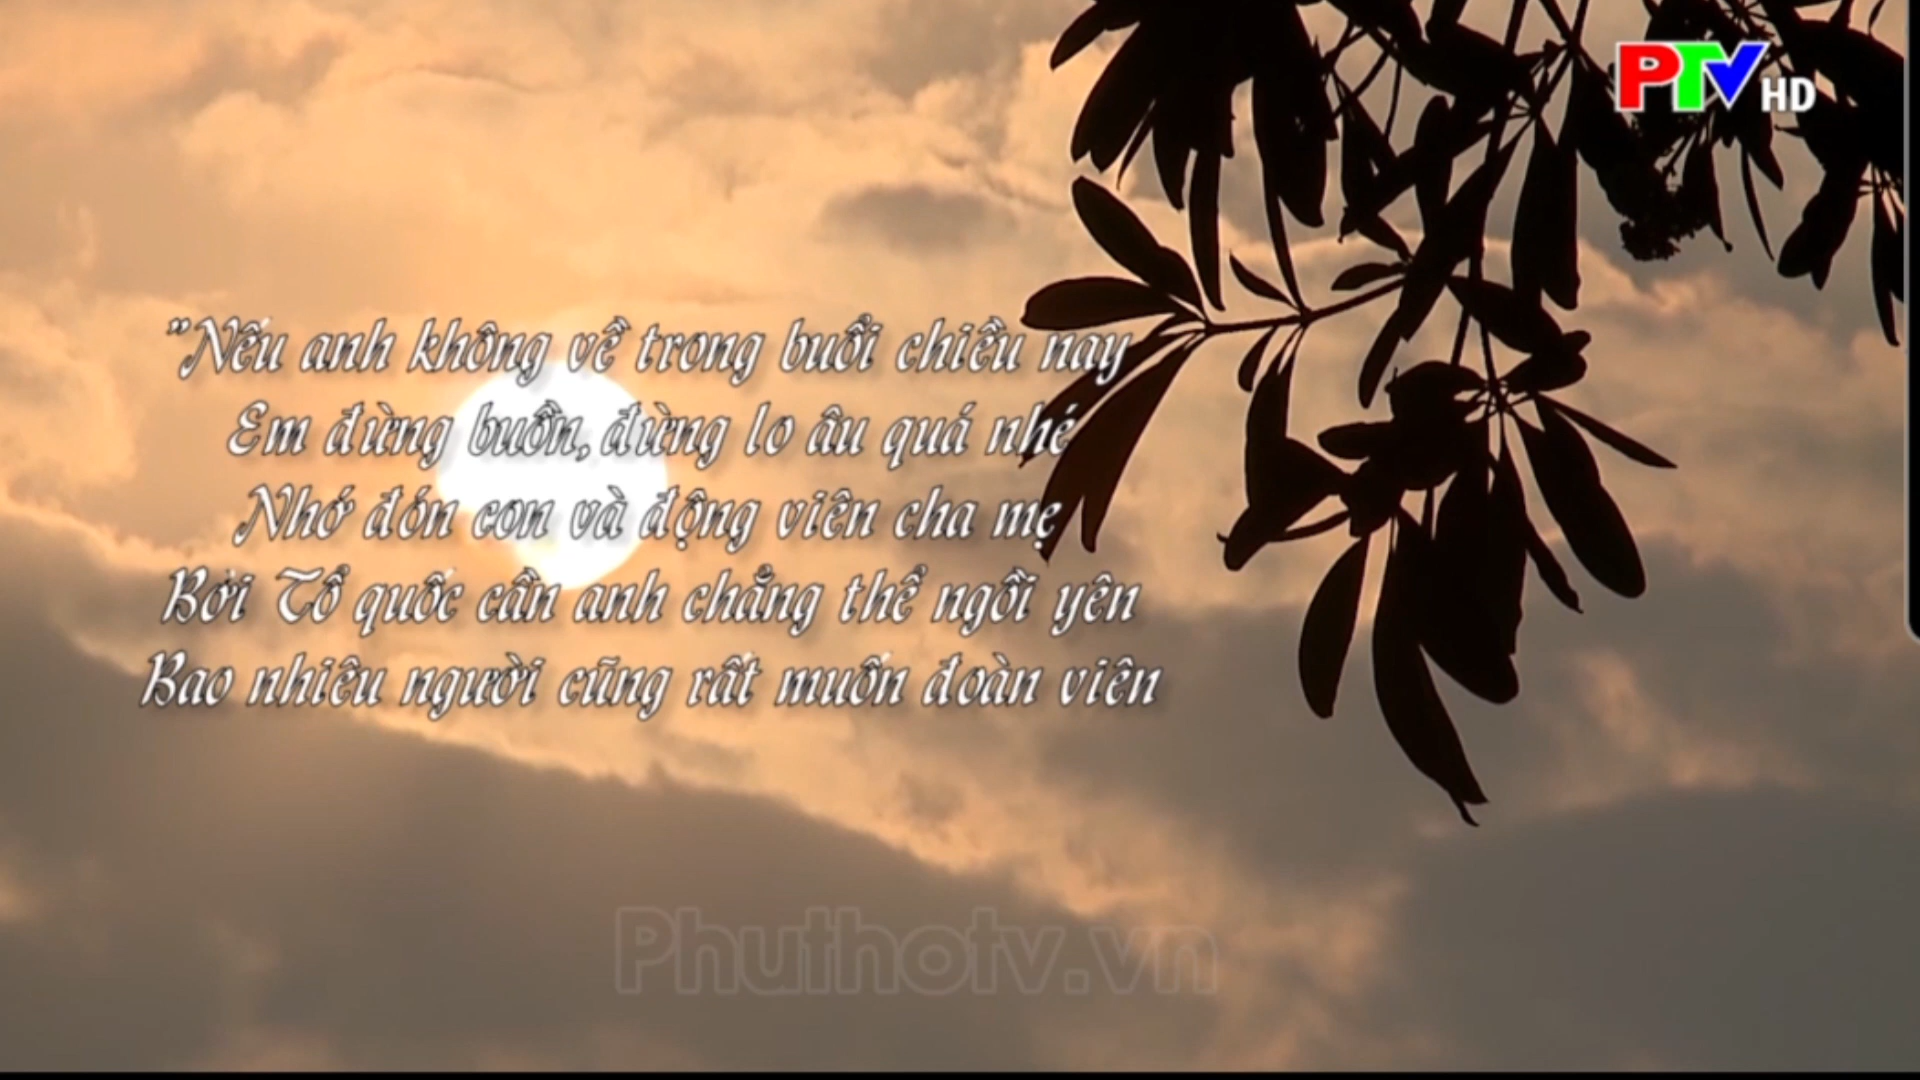 PTV HD
"Nếu anh không về trong buổi chiều nay
Em đừng buồn, đừng lo âu quá nhé
Nhớ đón con và động viên cha mẹ
Bởi Tổ quốc cần anh chẳng thể ngồi yên
Bao nhiêu người cũng rất muốn đoàn viên
Phuthotv.vn